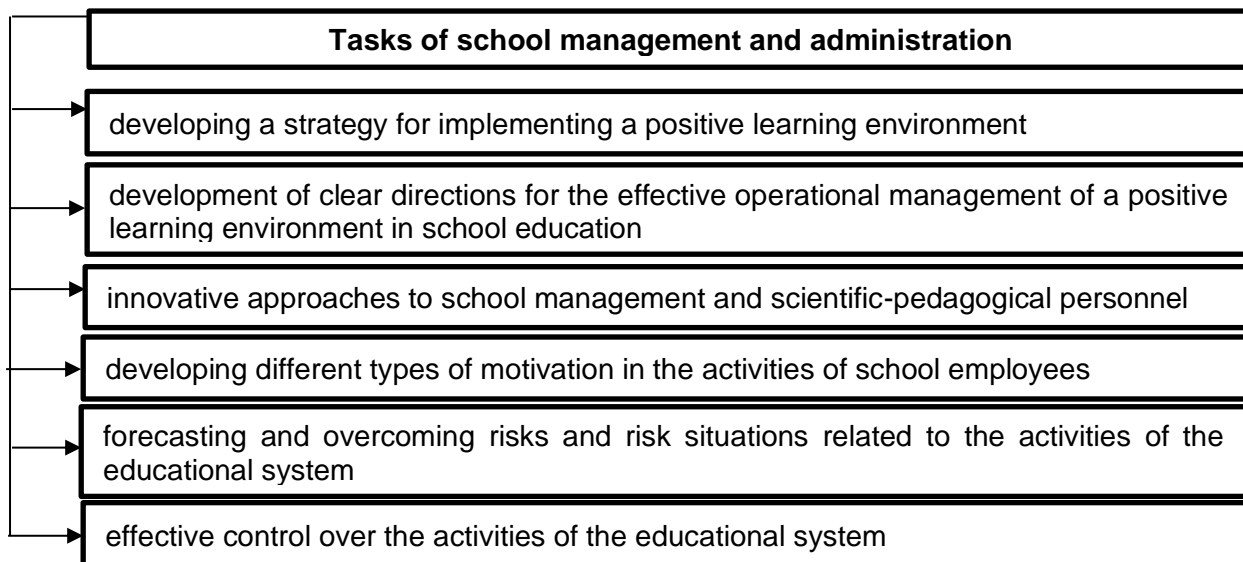 Tasks of school management and administration
developing a strategy for implementing a positive learning environment
development of clear directions for the effective operational management of a positive
learning environment in school education
innovative approaches to school management and scientific-pedagogical personnel
developing different types of motivation in the activities of school employees
forecasting and overcoming risks and risk situations related to the activities of the
educational system
effective control over the activities of the educational system